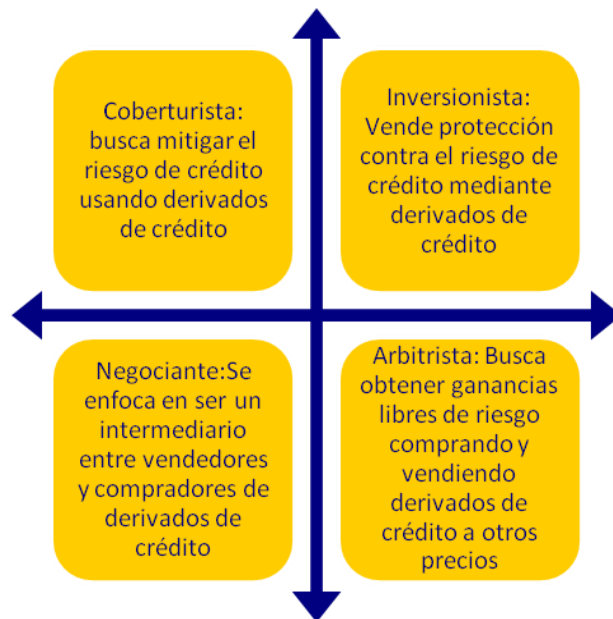 Coberturista:
busca mitigar el
riesgo de crédito
usando derivados
de crédito
Inversionista:
Vende protección
contra el riesgo de
crédito mediante
derivados de
crédito
Negociante:Se
enfoca en ser un
intermediario
entre vendedores
y compradores de
derivados de
crédito
Arbitrista: Busca
obtener ganancias
libres de riesgo
comprando y
vendiendo
derivados de
crédito a otros
precios